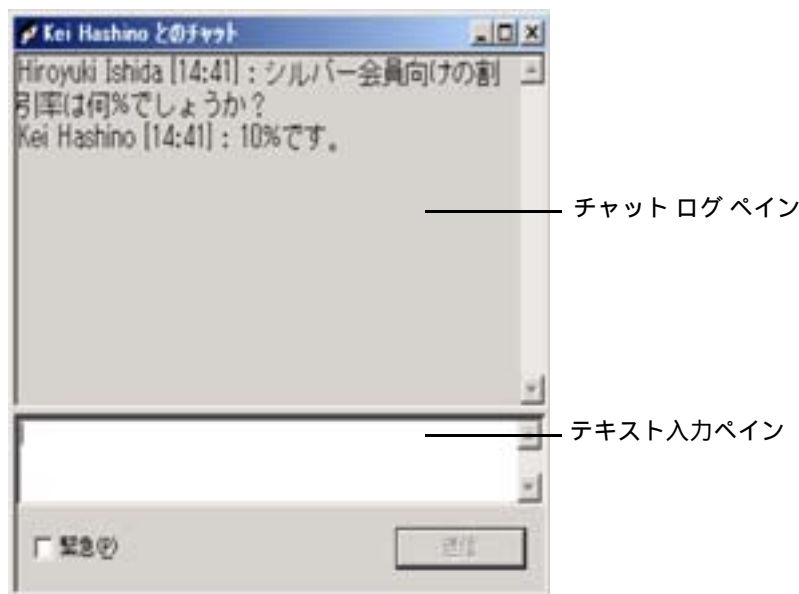 Kei Hashino とのチャット
Hiroyuki Ishida [14:41] : シルバー会員向けの割
引率は何%でしょうか？
Kei Hashino [14:41] : 10%です。
チャット ログ ペイン
テキスト入力ペイン
緊急(P)
送信